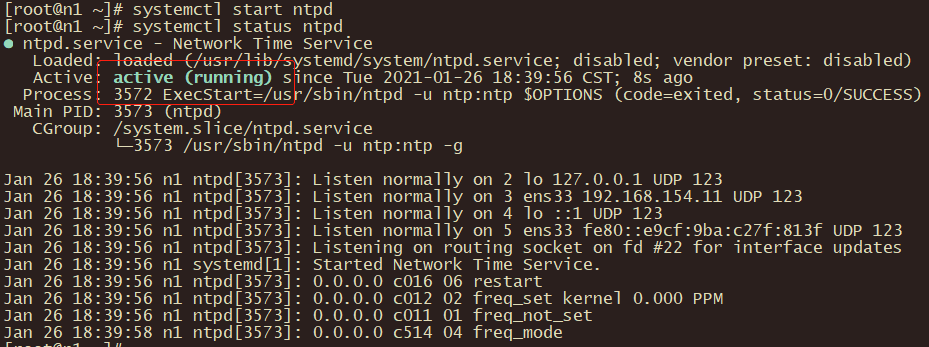 [root@n1 ~]# systemctl start ntpd
[root@n1 ~]# systemctl status ntpd
● ntpd.service - Network Time Service
Loaded: loaded (/usr/lib/systemd/system/ntpd.service; disabled; vendor preset: disabled)
Active: active (running) since Tue 2021-01-26 18:39:56 CST; 8s ago
Process: 3572 ExecStart=/usr/sbin/ntpd -u ntp:ntp $OPTIONS (code=exited, status=0/SUCCESS)
Main PID: 3573 (ntpd)
CGroup: /system.slice/ntpd.service
└─3573 /usr/sbin/ntpd -u ntp:ntp -g
Jan 26 18:39:56 n1 ntpd[3573]: Listen normally on 2 lo 127.0.0.1 UDP 123
Jan 26 18:39:56 n1 ntpd[3573]: Listen normally on 3 ens33 192.168.154.11 UDP 123
Jan 26 18:39:56 n1 ntpd[3573]: Listen normally on 4 lo ::1 UDP 123
Jan 26 18:39:56 n1 ntpd[3573]: Listen normally on 5 ens33 fe80::e9cf:9ba:c27f:813f UDP 123
Jan 26 18:39:56 n1 ntpd[3573]: Listening on routing socket on fd #22 for interface updates
Jan 26 18:39:56 n1 systemd[1]: Started Network Time Service.
Jan 26 18:39:56 n1 ntpd[3573]: 0.0.0.0 c016 06 restart
Jan 26 18:39:56 n1 ntpd[3573]: 0.0.0.0 c012 02 freq_set kernel 0.000 PPM
Jan 26 18:39:56 n1 ntpd[3573]: 0.0.0.0 c011 01 freq_not_set
Jan 26 18:39:58 n1 ntpd[3573]: 0.0.0.0 c514 04 freq_mode
[root@n1 ~]#